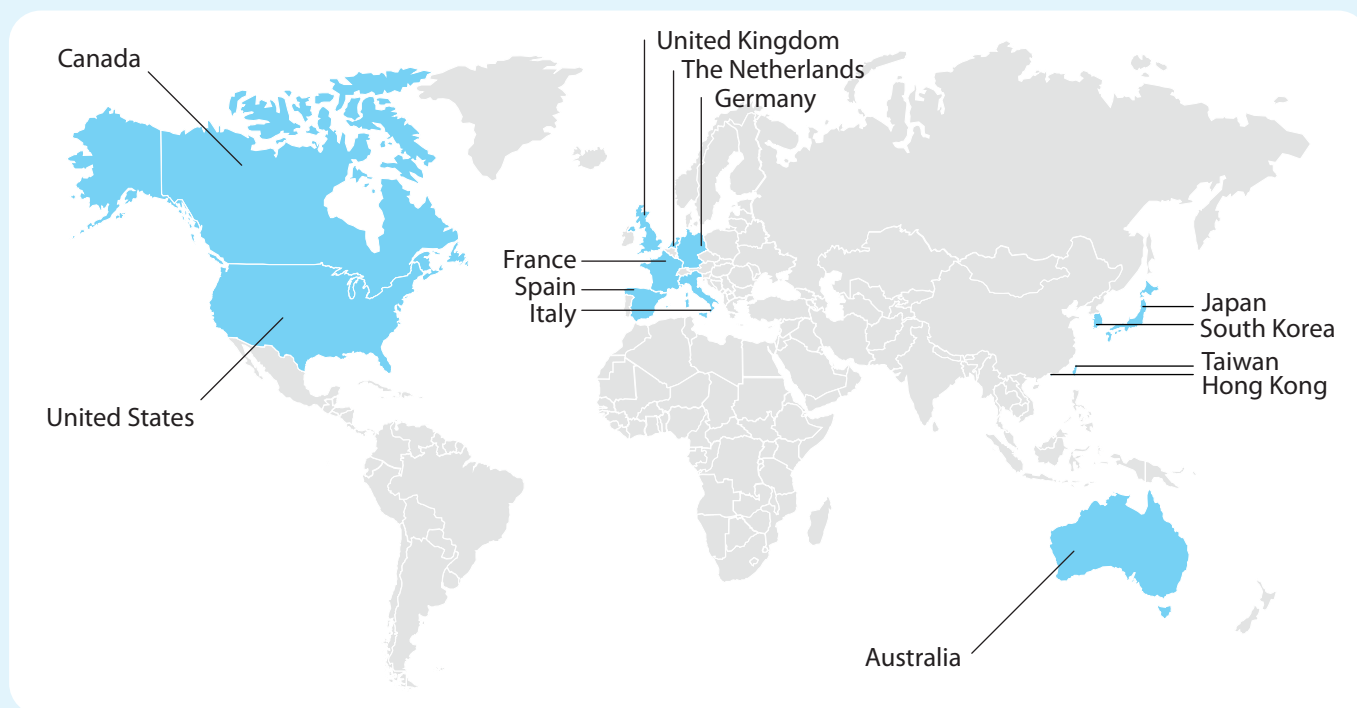 Canada
United Kingdom
The Netherlands
Germany
France
Spain
Italy
Japan
South Korea
Taiwan
Hong Kong
United States
Australia